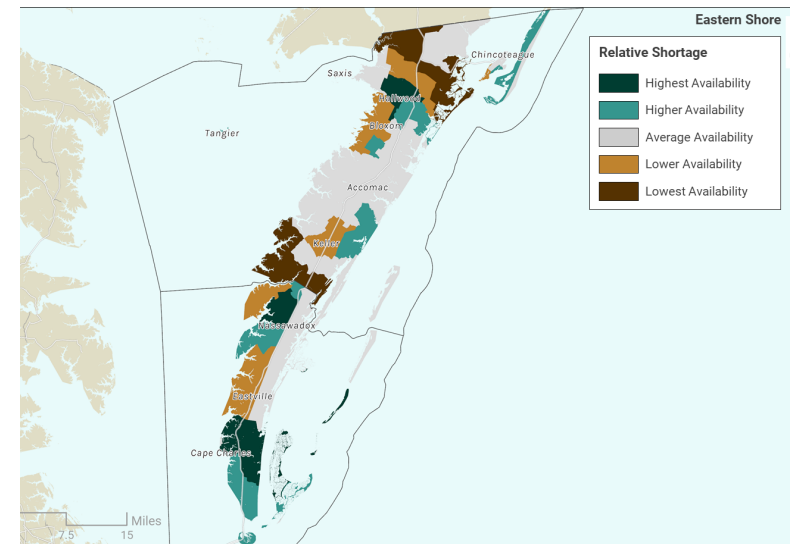 Eastern Shore
Relative Shortage
Highest Availability
Higher Availability
Average Availability
Lower Availability
Lowest Availability
Chincoteague
Saxis
Hallwood
Bloxom
Tangier
Accomac
Keller
Nassawadox
Eastville
Cape Charles
Miles
7.5 15